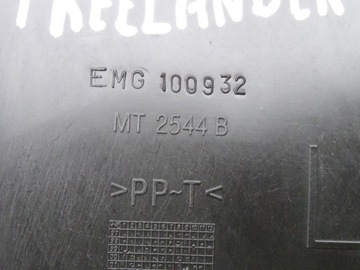 FREELANDER
EMG 100932
MT 2544 B
>PP~T<